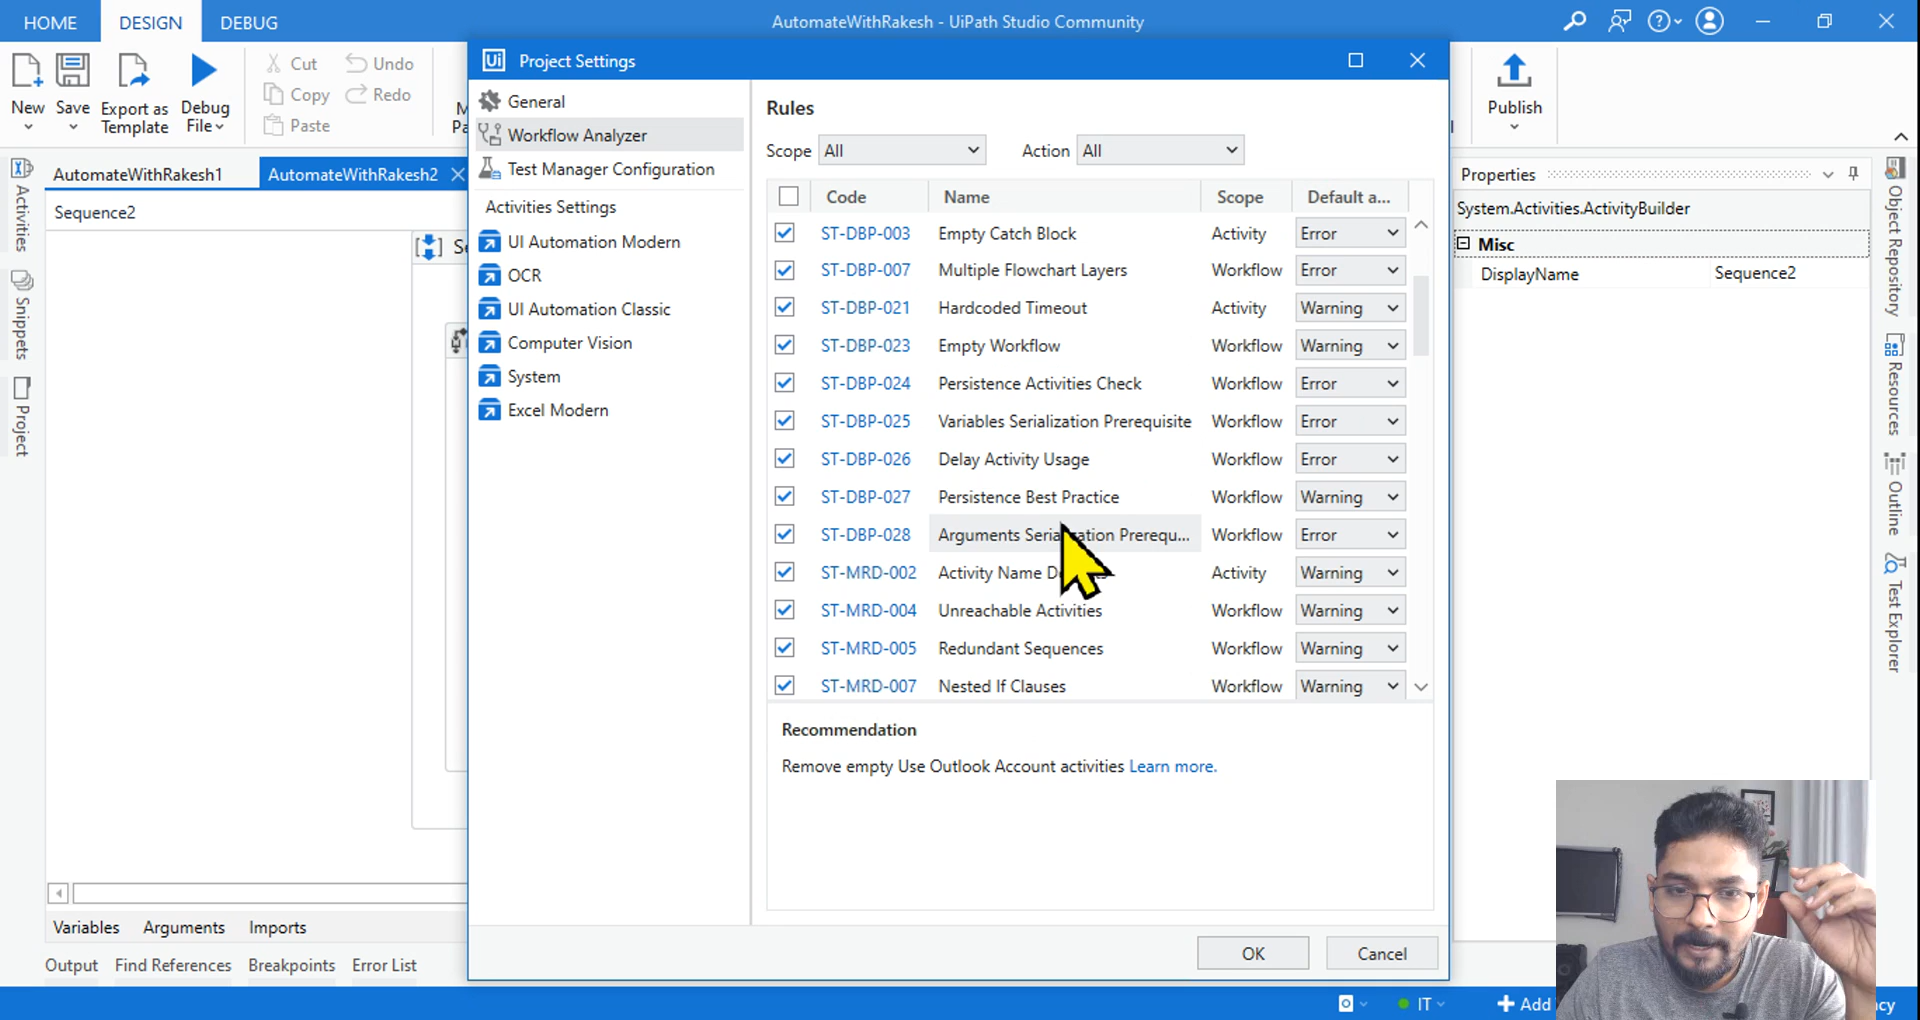 HOME
DESIGN
DEBUG
AutomateWithRakesh - UiPath Studio Community
New
Save
Export as
Template
Debug
File
Cut
Copy
Paste
Undo
Redo
Publish
AutomateWithRakesh1
AutomateWithRakesh2
Sequence2
Activities
Snippets
Project
Ui Project Settings
General
Workflow Analyzer
Test Manager Configuration
Activities Settings
UI Automation Modern
OCR
UI Automation Classic
Computer Vision
System
Excel Modern
Rules
Scope All Action All
Code Name Scope Default a...
ST-DBP-003 Empty Catch Block Activity Error
ST-DBP-007 Multiple Flowchart Layers Workflow Error
ST-DBP-021 Hardcoded Timeout Activity Warning
ST-DBP-023 Empty Workflow Workflow Warning
ST-DBP-024 Persistence Activities Check Workflow Error
ST-DBP-025 Variables Serialization Prerequisite Workflow Error
ST-DBP-026 Delay Activity Usage Workflow Error
ST-DBP-027 Persistence Best Practice Workflow Warning
ST-DBP-028 Arguments Prerequ... Workflow Error
ST-MRD-002 Activity Name Activity Warning
ST-MRD-004 Unreachable Activities Workflow Warning
ST-MRD-005 Redundant Sequences Workflow Warning
ST-MRD-007 Nested If Clauses Workflow Warning
Recommendation
Remove empty Use Outlook Account activities Learn more.
OK
Cancel
Properties
System.Activities.ActivityBuilder
Misc
DisplayName Sequence2
Object Repository
Resources
Outline
Test Explorer
Variables
Arguments
Imports
Output
Find References
Breakpoints
Error List
IT
Add